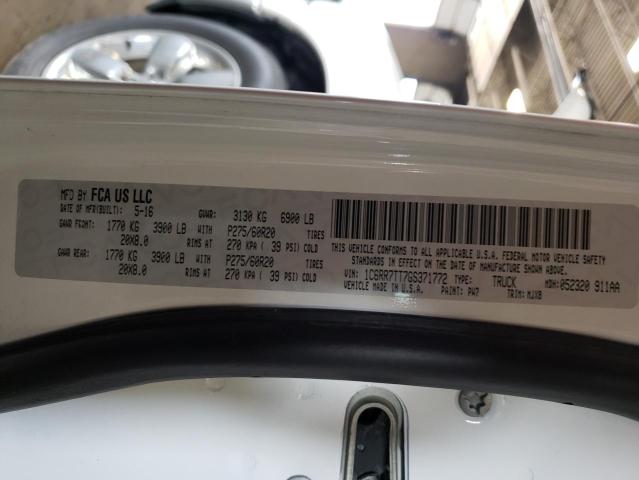 MFD BY FCA US LLC
DATE OF MFR(BUILT): 5-16 GVWR: 3130 KG 6900 LB
GAWR FRONT: 1770 KG 3900 LB WITH P275/60R20 TIRES
20X8.0 RIMS AT 270 KPA ( 39 PSI) COLD
GAWR REAR: 1770 KG 3900 LB WITH P275/60R20 TIRES
20X8.0 RIMS AT 270 KPA ( 39 PSI) COLD
THIS VEHICLE CONFORMS TO ALL APPLICABLE U.S.A. FEDERAL MOTOR VEHICLE SAFETY
STANDARDS IN EFFECT ON THE DATE OF MANUFACTURE SHOWN ABOVE.
VIN: 1C6RR7TT7GS371772 TYPE: TRUCK MDH: 052320 911AA
VEHICLE MADE IN U.S.A. PAINT: PW7 TRIM: MJX8